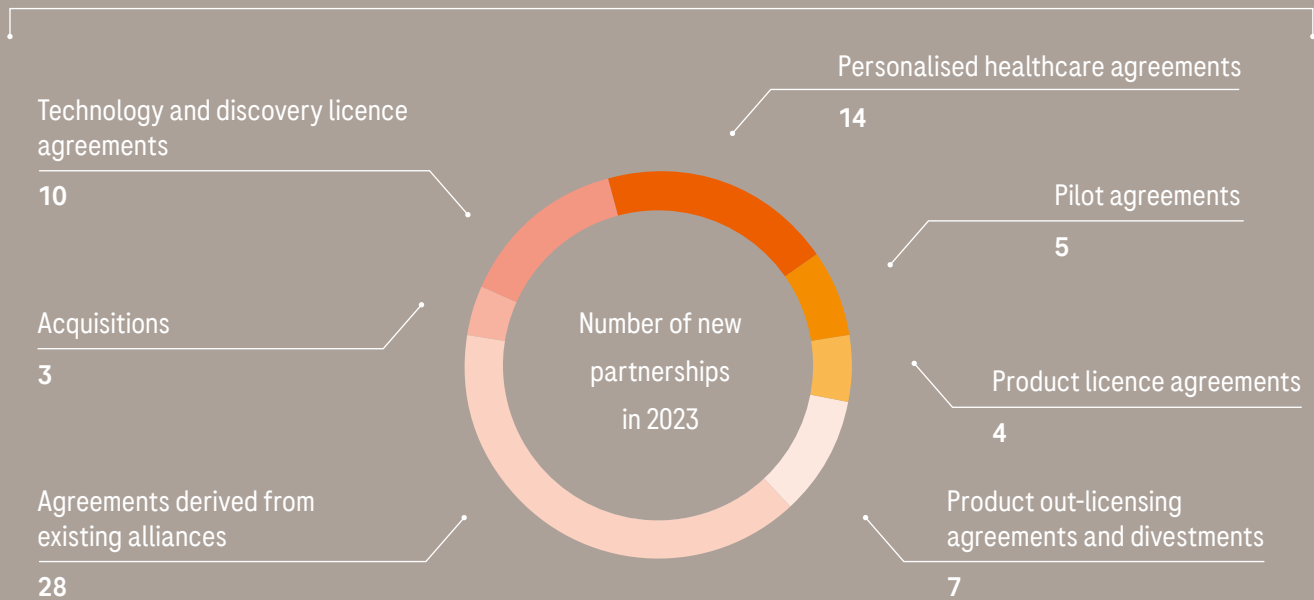 Personalised healthcare agreements
14
Technology and discovery licence
agreements
10
Pilot agreements
5
Acquisitions
3
Number of new
partnerships
in 2023
Product licence agreements
4
Agreements derived from
existing alliances
28
Product out-licensing
agreements and divestments
7